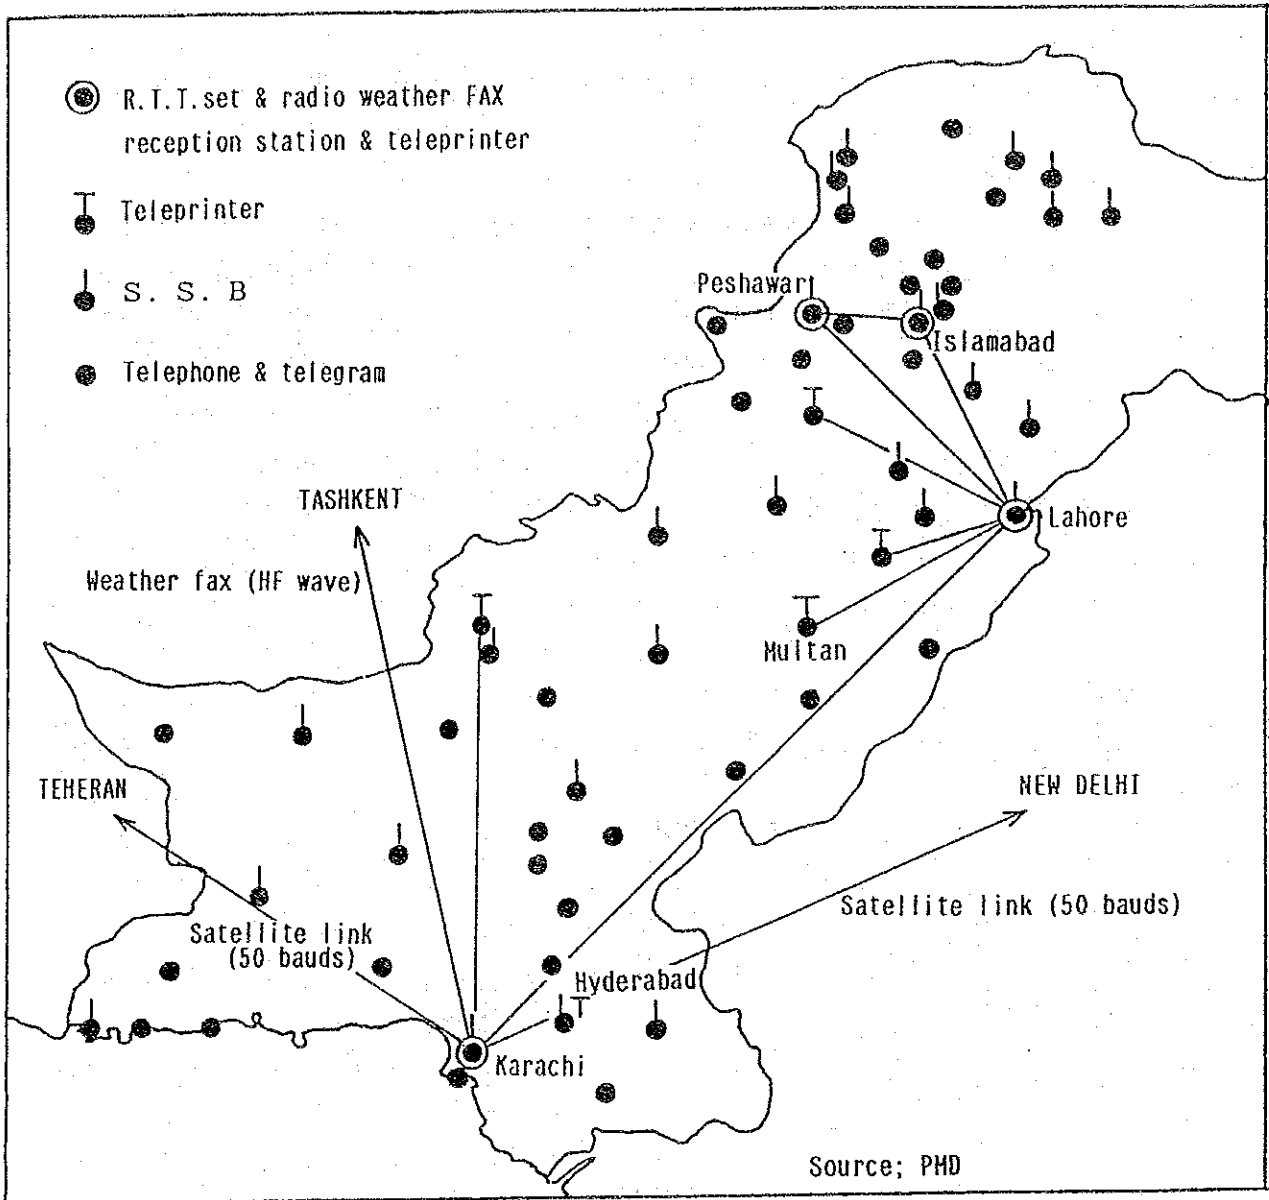 R.T.T.set & radio weather FAX
reception station & teleprinter
Teleprinter
S. S. B
Telephone & telegram
Peshawar
Islamabad
TASHKENT
Lahore
Weather fax (HF wave)
Multan
TEHERAN
NEW DELHI
Satellite link (50 bauds)
Satellite link
(50 bauds)
Hyderabad
Karachi
Source; PMD